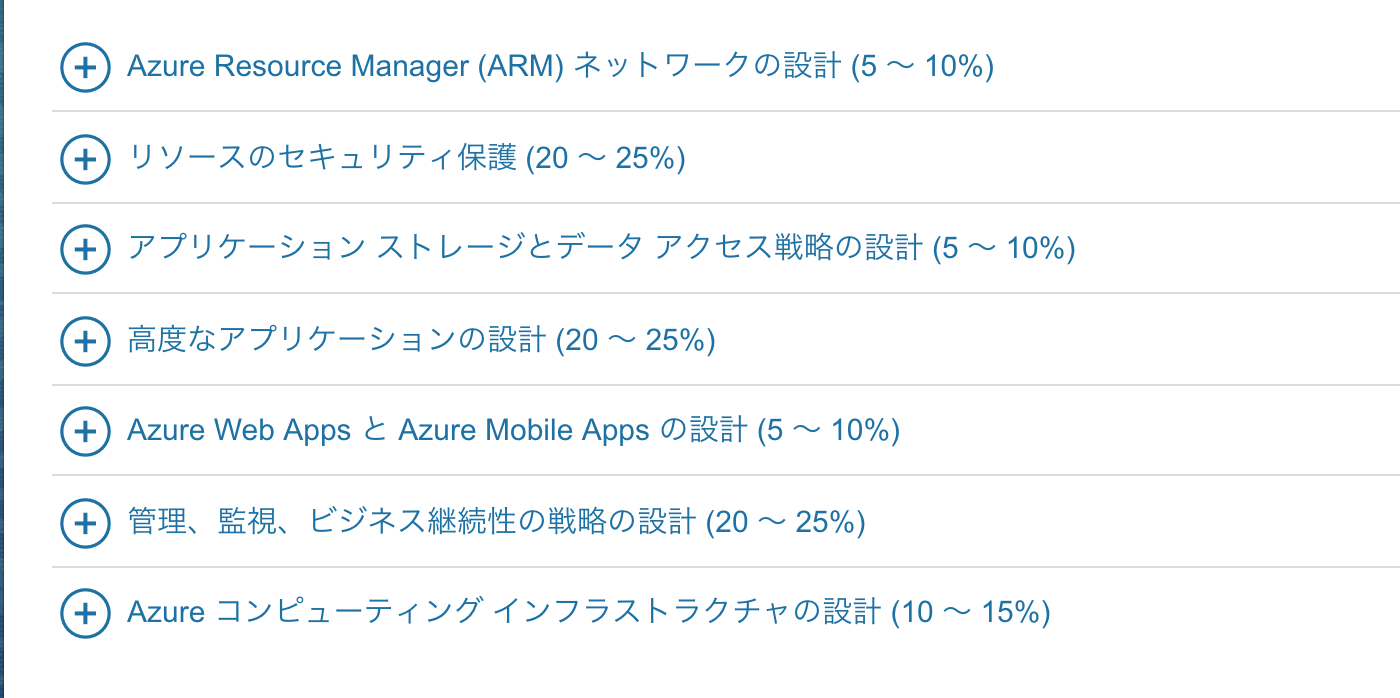 Azure Resource Manager (ARM) ネットワークの設計 (5 ～ 10%)
リソースのセキュリティ保護 (20 ～ 25%)
アプリケーション ストレージとデータ アクセス戦略の設計 (5 ～ 10%)
高度なアプリケーションの設計 (20 ～ 25%)
Azure Web Apps と Azure Mobile Apps の設計 (5 ～ 10%)
管理、監視、ビジネス継続性の戦略の設計 (20 ～ 25%)
Azure コンピューティング インフラストラクチャの設計 (10 ～ 15%)